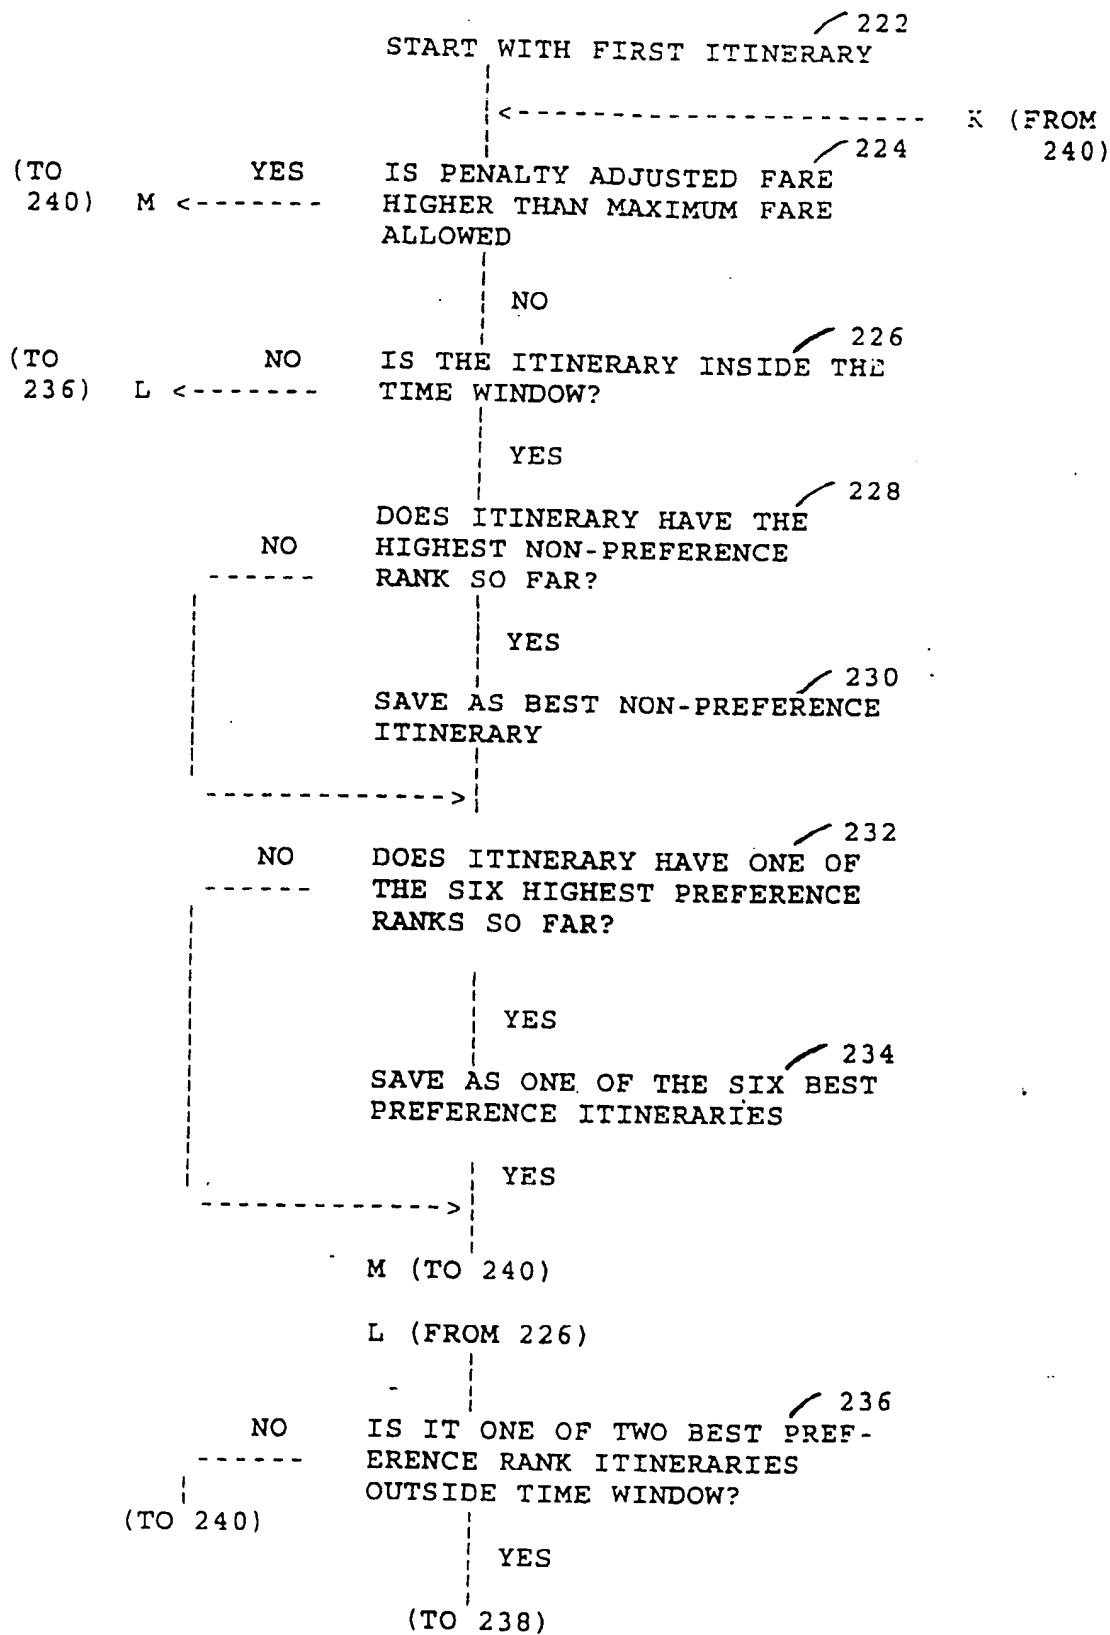 222
START WITH FIRST ITINERARY
K (FROM
240)
224
(TO
240) M
YES
IS PENALTY ADJUSTED FARE
HIGHER THAN MAXIMUM FARE
ALLOWED
NO
226
(TO
236) L
NO
IS THE ITINERARY INSIDE THE
TIME WINDOW?
YES
228
DOES ITINERARY HAVE THE
NO
HIGHEST NON-PREFERENCE
RANK SO FAR?
YES
230
SAVE AS BEST NON-PREFERENCE
ITINERARY
232
NO
DOES ITINERARY HAVE ONE OF
THE SIX HIGHEST PREFERENCE
RANKS SO FAR?
YES
234
SAVE AS ONE OF THE SIX BEST
PREFERENCE ITINERARIES
YES
M (TO 240)
L (FROM 226)
236
NO
IS IT ONE OF TWO BEST PREF-
ERENCE RANK ITINERARIES
OUTSIDE TIME WINDOW?
(TO 240)
YES
(TO 238)